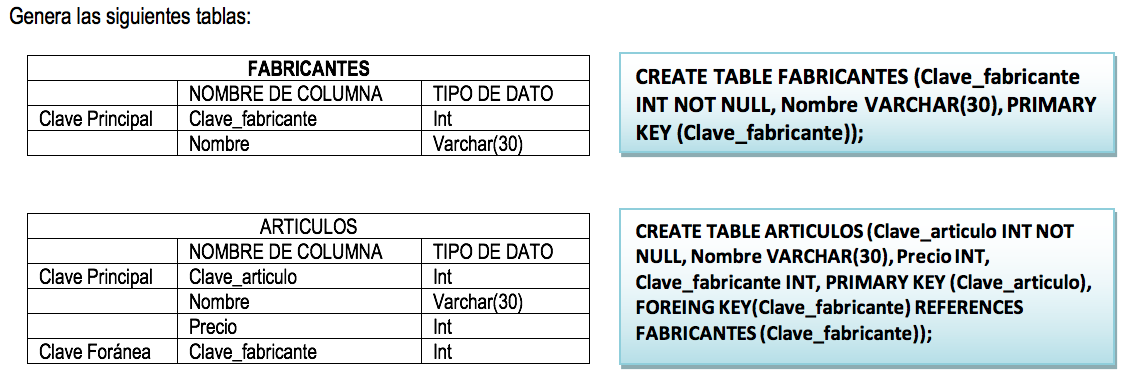 Genera las siguientes tablas:
FABRICANTES
NOMBRE DE COLUMNA TIPO DE DATO
Clave Principal Clave_fabricante Int
Nombre Varchar(30)
CREATE TABLE FABRICANTES (Clave_fabricante
INT NOT NULL, Nombre VARCHAR(30), PRIMARY
KEY (Clave_fabricante));
ARTICULOS
NOMBRE DE COLUMNA TIPO DE DATO
Clave Principal Clave_articulo Int
Nombre Varchar(30)
Precio Int
Clave Foránea Clave_fabricante Int
CREATE TABLE ARTICULOS (Clave_articulo INT NOT
NULL, Nombre VARCHAR(30), Precio INT,
Clave_fabricante INT, PRIMARY KEY (Clave_articulo),
FOREING KEY(Clave_fabricante) REFERENCES
FABRICANTES (Clave_fabricante));